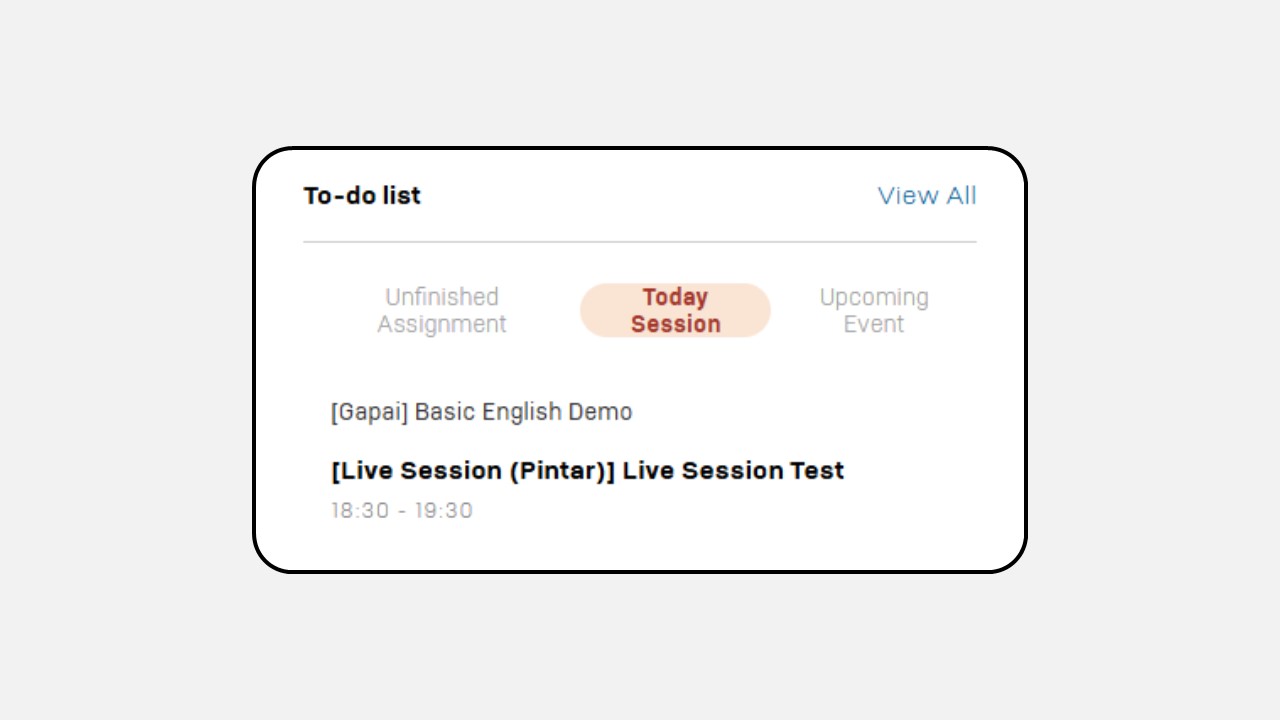 To-do list
View All
Unfinished
Assignment
Today
Session
Upcoming
Event
[Gapai] Basic English Demo
[Live Session (Pintar)] Live Session Test
18:30 - 19:30